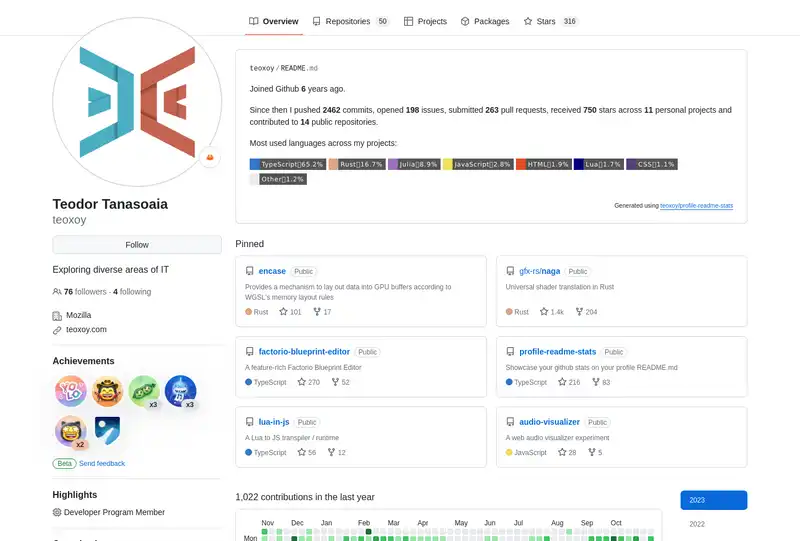 Overview Repositories 50 Projects Packages Stars 316
teoxoy / README.md
Joined Github 6 years ago.
Since then I pushed 2462 commits, opened 198 issues, submitted 263 pull requests, received 750 stars across 11 personal projects and
contributed to 14 public repositories.
Most used languages across my projects:
TypeScript 65.2% Rust 16.7% Julia 8.9% JavaScript 2.8% HTML 1.9% Lua 1.7% CSS 1.1%
Other 1.2%
Generated using teoxoy/profile-readme-stats
Teodor Tanasoaia
teoxoy
Follow
Exploring diverse areas of IT
76 followers · 4 following
Mozilla
teoxoy.com
Achievements
YOLO
x3
x3
x2
Beta Send feedback
Highlights
Developer Program Member
Pinned
encase Public
Provides a mechanism to lay out data into GPU buffers according to
WGSL's memory layout rules
Rust 101 17
gfx-rs/naga Public
Universal shader translation in Rust
Rust 1.4k 204
factorio-blueprint-editor Public
A feature-rich Factorio Blueprint Editor
TypeScript 270 52
profile-readme-stats Public
Showcase your github stats on your profile README.md
TypeScript 216 83
lua-in-js Public
A Lua to JS transpiler / runtime
TypeScript 56 12
audio-visualizer Public
A web audio visualizer experiment
JavaScript 28 5
1,022 contributions in the last year
2023
2022
Nov Dec Jan Feb Mar Apr May Jun Jul Aug Sep Oct
Mon